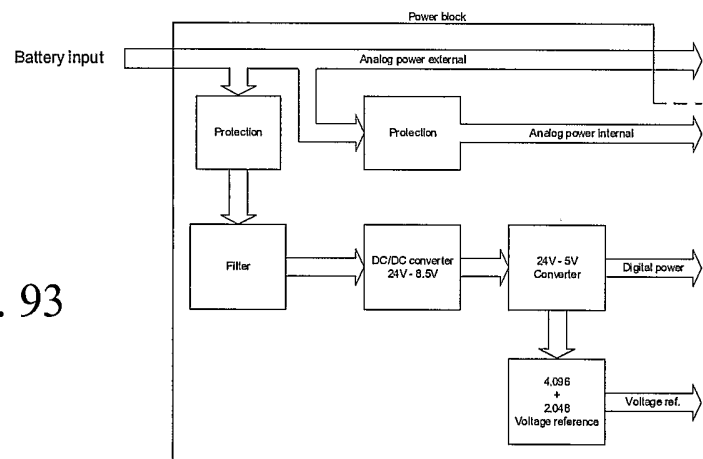 Power block
Battery input
Analog power external
Protection
Protection
Analog power internal
Filter
DC/DC converter
24V - 8.5V
24V - 5V
Converter
Digital power
. 93
4,096
+
2,048
Voltage reference
Voltage ref.